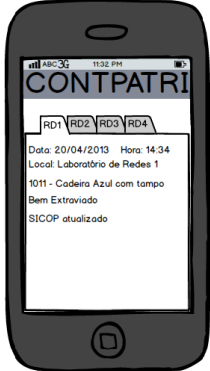 ABC 3G 11:32 PM
CONTPATRI
RD1 RD2 RD3 RD4
Data: 20/04/2013 Hora: 14:34
Local: Laboratório de Redes 1
1011 - Cadeira Azul com tampo
Bem Extraviado
SICOP atualizado